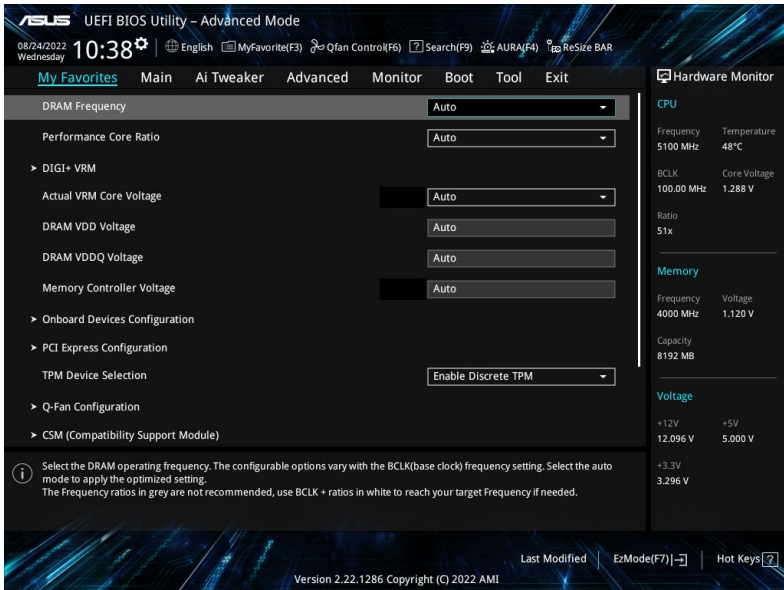 ASUS UEFI BIOS Utility – Advanced Mode
08/24/2022 Wednesday 10:38 English MyFavorite(F3) Qfan Control(F6) ? Search(F9) AURA(F4) ReSize BAR
My Favorites Main Ai Tweaker Advanced Monitor Boot Tool Exit
Hardware Monitor
DRAM Frequency Auto
Performance Core Ratio Auto
> DIGI+ VRM
Actual VRM Core Voltage Auto
DRAM VDD Voltage Auto
DRAM VDDQ Voltage Auto
Memory Controller Voltage Auto
> Onboard Devices Configuration
> PCI Express Configuration
TPM Device Selection Enable Discrete TPM
> Q-Fan Configuration
> CSM (Compatibility Support Module)
CPU
Frequency Temperature
5100 MHz 48°C
BCLK Core Voltage
100.00 MHz 1.288 V
Ratio
51x
Memory
Frequency Voltage
4000 MHz 1.120 V
Capacity
8192 MB
Voltage
+12V +5V
12.096 V 5.000 V
+3.3V
3.296 V
i
Select the DRAM operating frequency. The configurable options vary with the BCLK(base clock) frequency setting. Select the auto
mode to apply the optimized setting.
The Frequency ratios in grey are not recommended, use BCLK + ratios in white to reach your target Frequency if needed.
Last Modified EzMode(F7) Hot Keys ?
Version 2.22.1286 Copyright (C) 2022 AMI